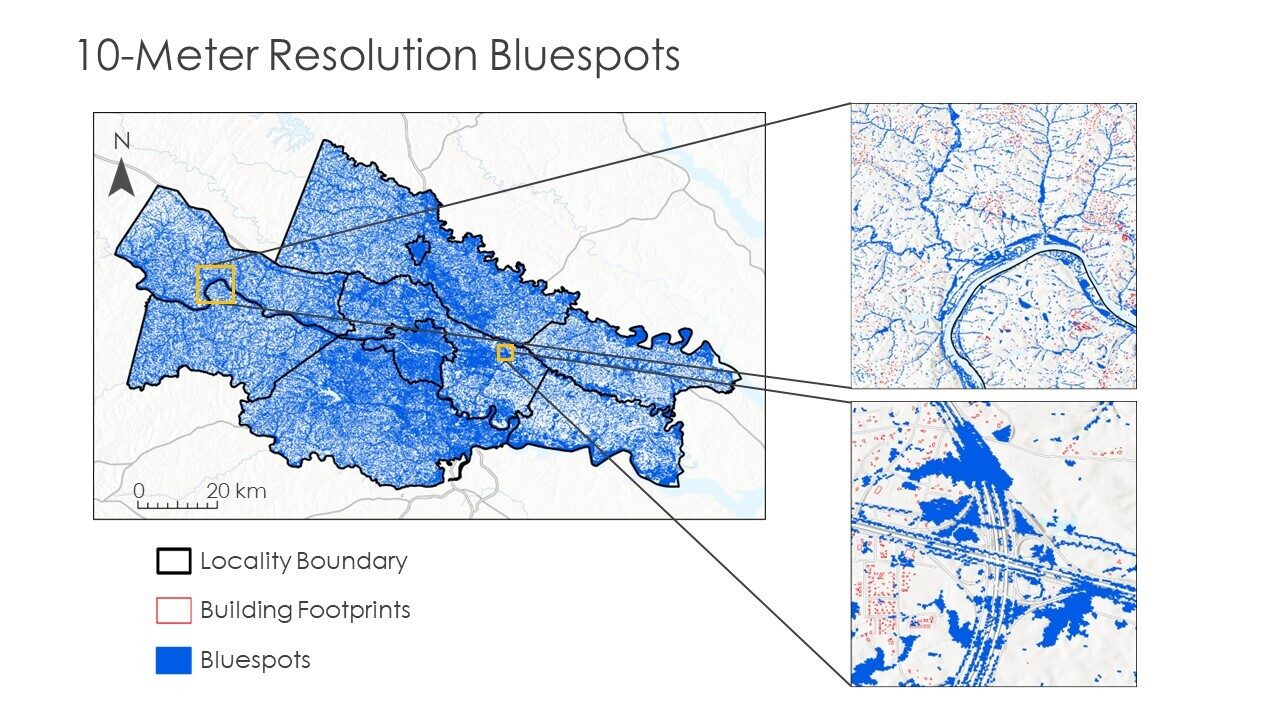 10-Meter Resolution Bluespots
N
0 20 km
Locality Boundary
Building Footprints
Bluespots